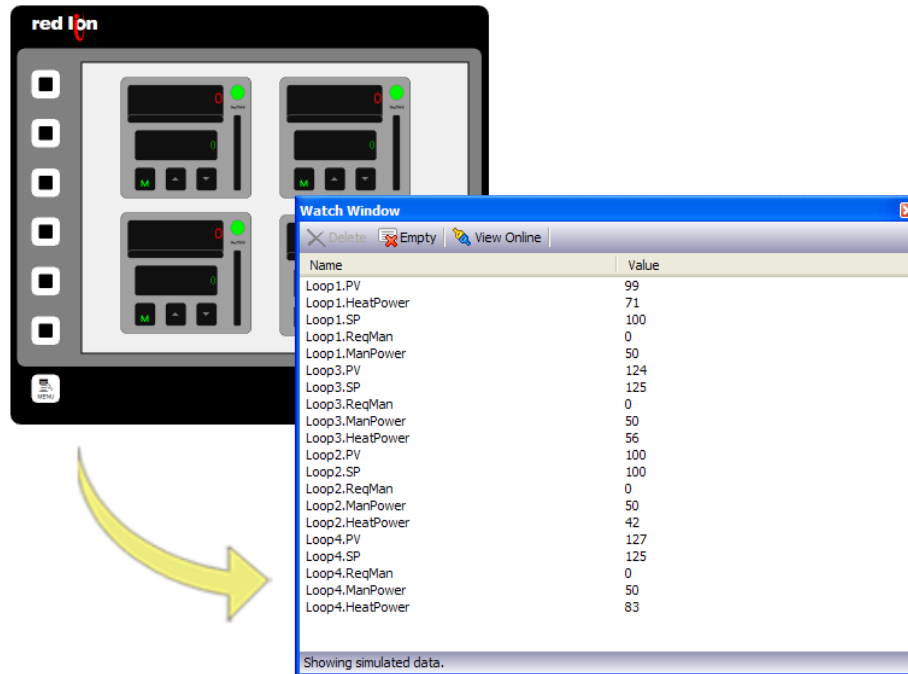 red lion
0
0
0
0
M
M
0
0
M
MENU
Watch Window
Delete Empty View Online
Name Value
Loop1.PV 99
Loop1.HeatPower 71
Loop1.SP 100
Loop1.ReqMan 0
Loop1.ManPower 50
Loop3.PV 124
Loop3.SP 125
Loop3.ReqMan 0
Loop3.ManPower 50
Loop3.HeatPower 56
Loop2.PV 100
Loop2.SP 100
Loop2.ReqMan 0
Loop2.ManPower 50
Loop2.HeatPower 42
Loop4.PV 127
Loop4.SP 125
Loop4.ReqMan 0
Loop4.ManPower 50
Loop4.HeatPower 83
Showing simulated data.